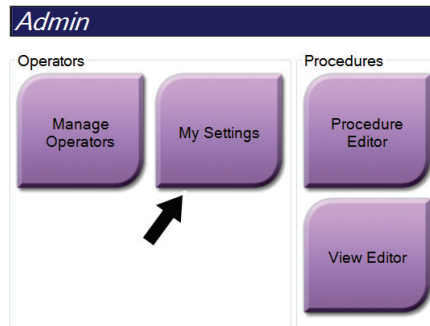 Admin
Operators
Manage
Operators
My Settings
Procedures
Procedure
Editor
View Editor